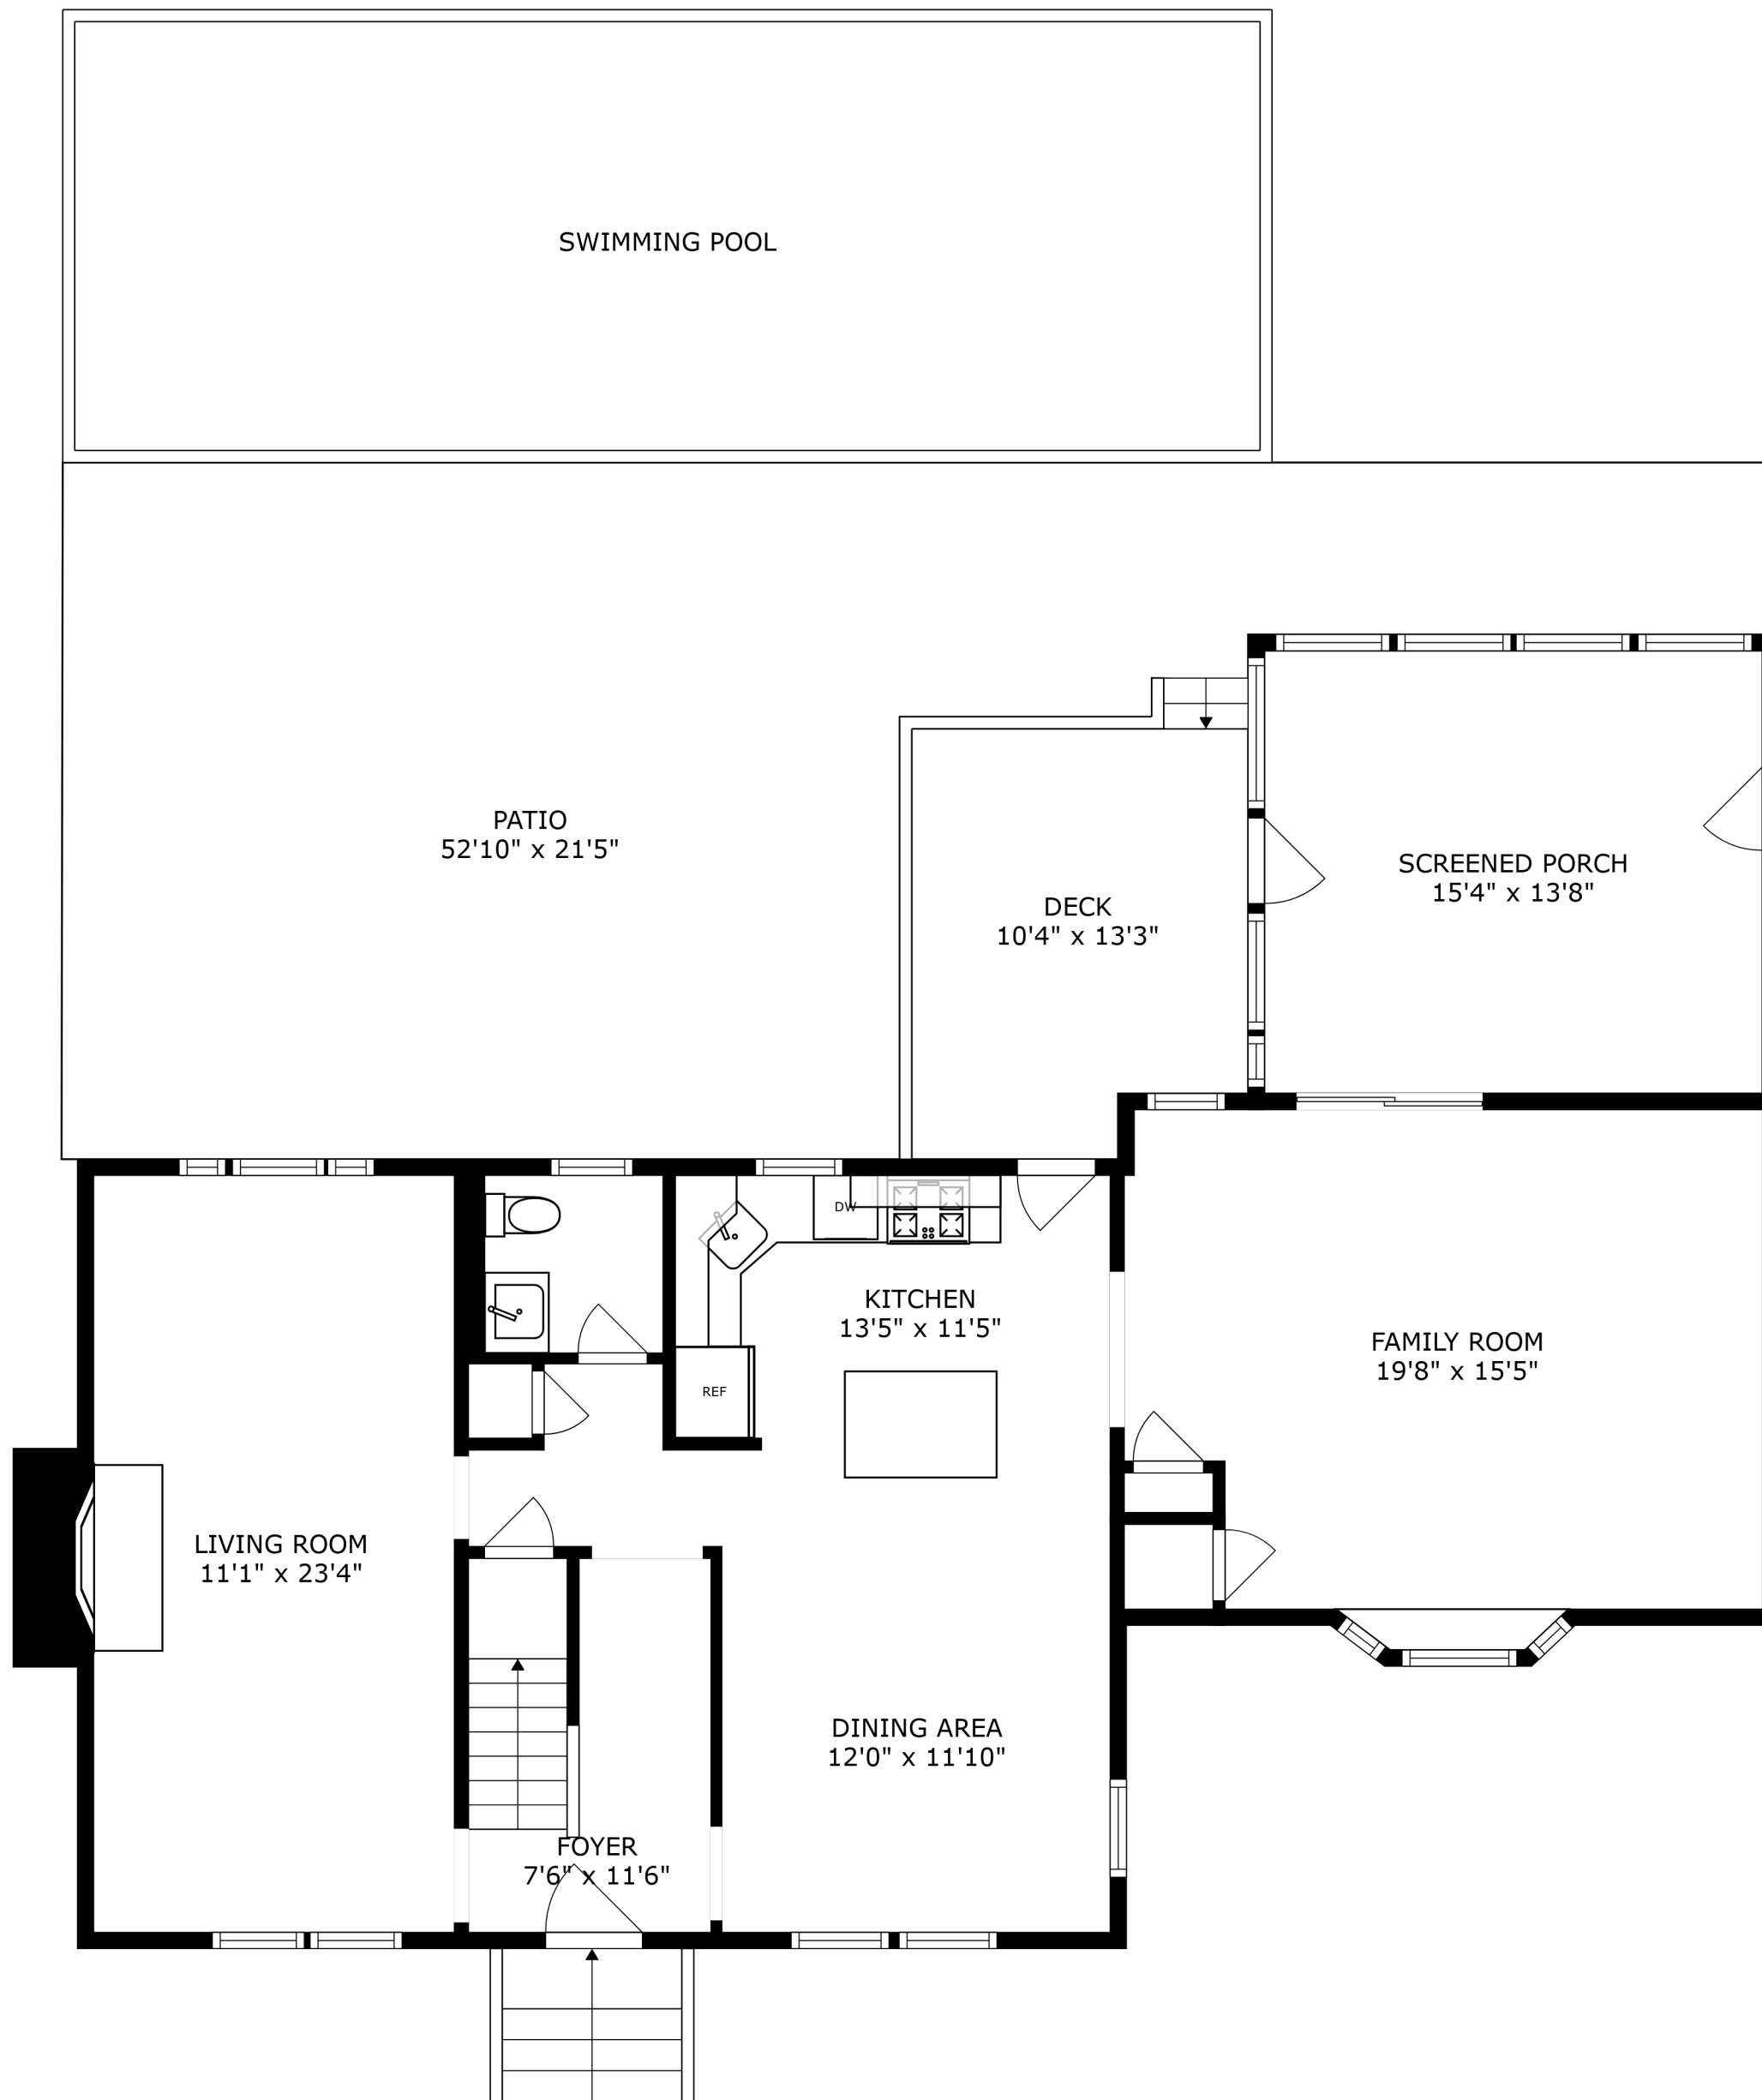 SWIMMING POOL
PATIO
52'10" x 21'5"
SCREENED PORCH
15'4" x 13'8"
DECK
10'4" x 13'3"
DW
KITCHEN
13'5" x 11'5"
FAMILY ROOM
19'8" x 15'5"
REF
LIVING ROOM
11'1" x 23'4"
DINING AREA
12'0" x 11'10"
FOYER
7'6" x 11'6"